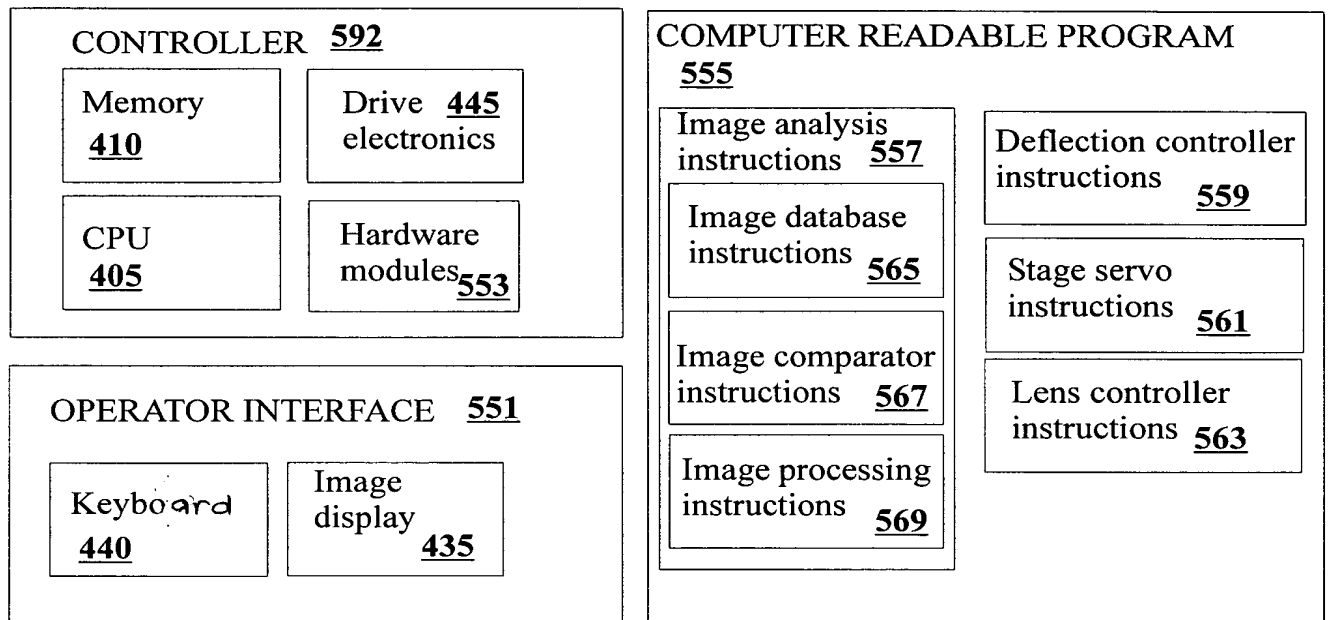 CONTROLLER 592
Memory
410
Drive 445
electronics
CPU
405
Hardware
modules 553
OPERATOR INTERFACE 551
Keyboard
440
Image
display
435
COMPUTER READABLE PROGRAM
555
Image analysis
instructions 557
Image database
instructions
565
Image comparator
instructions 567
Image processing
instructions
569
Deflection controller
instructions
559
Stage servo
instructions
561
Lens controller
instructions 563